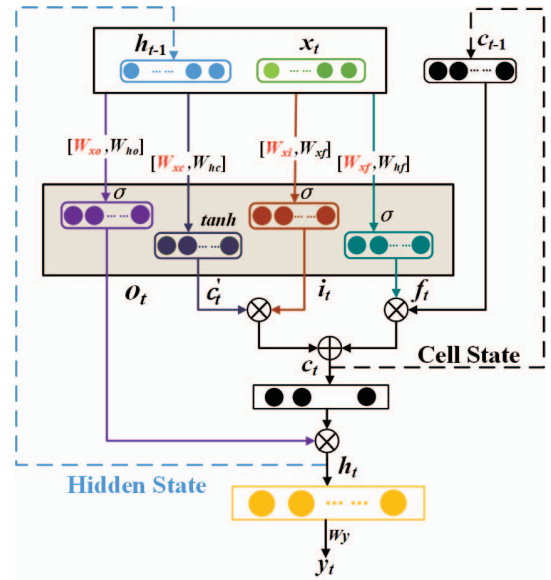 h_{t-1} x_t c_{t-1}
[W_{xo},W_{ho}] [W_{xc},W_{hc}] [W_{xi},W_{xf}] [W_{xf},W_{hf}]
σ tanh σ σ
o_t c'_t i_t f_t
c_t Cell State
h_t
Hidden State
Wy
y_t